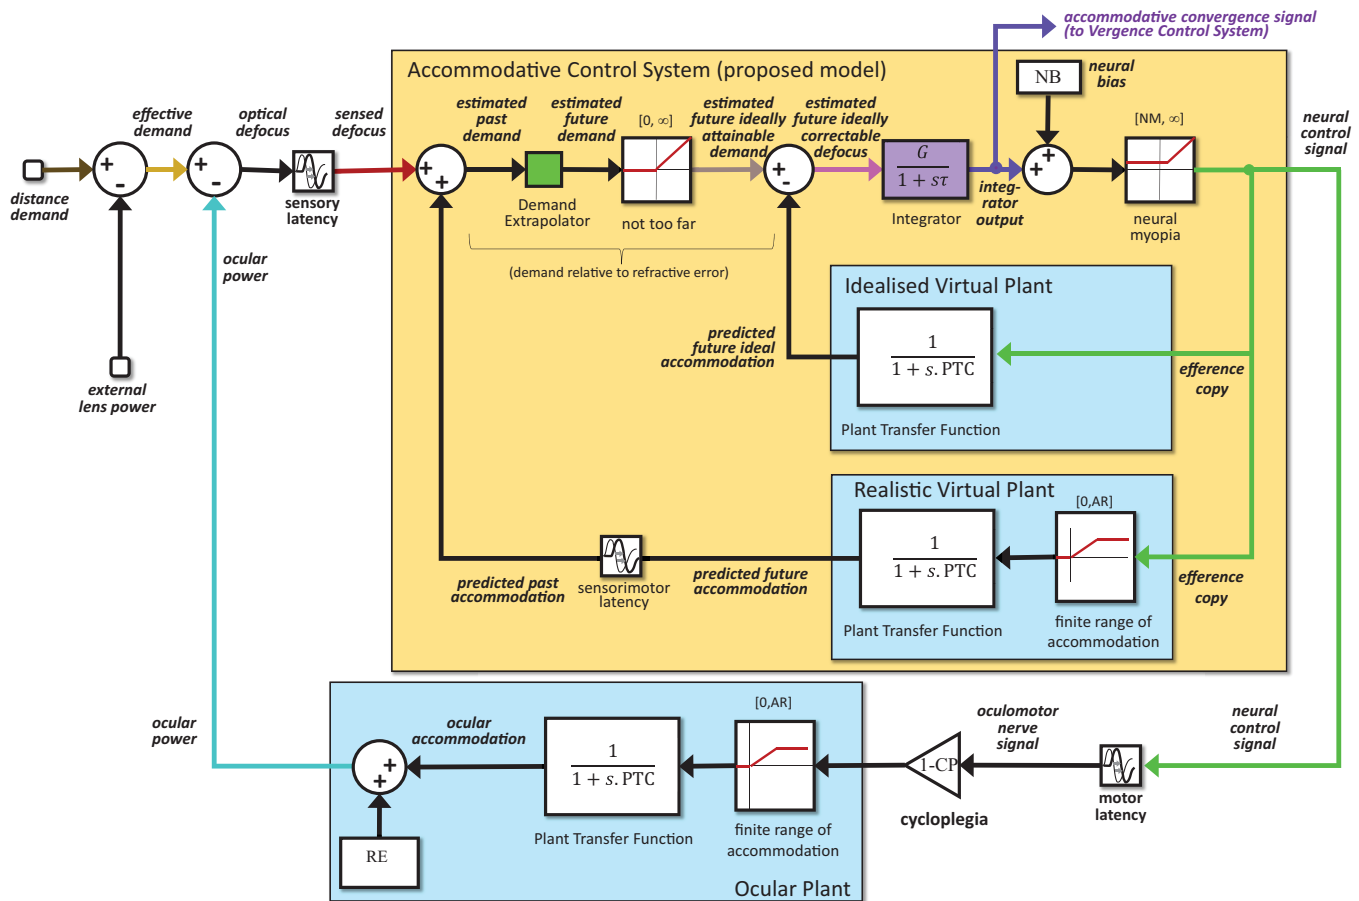 accommodative convergence signal
(to Vergence Control System)
Accommodative Control System (proposed model)
NB
neural
bias
effective
demand
optical
defocus
sensed
defocus
estimated
past
demand
estimated
future
demand
[0, ∞]
estimated
future ideally
attainable
demand
estimated
future ideally
correctable
defocus
[NM, ∞]
neural
control
signal
+
-
+
-
+
+
+
-
G
1 + sτ
+
+
distance
demand
sensory
latency
Demand
Extrapolator
not too far
Integrator
integ-
rator
output
neural
myopia
(demand relative to refractive error)
ocular
power
Idealised Virtual Plant
1
1 + s. PTC
predicted
future ideal
accommodation
efference
copy
external
lens power
Plant Transfer Function
Realistic Virtual Plant
[0,AR]
1
1 + s. PTC
predicted past
accommodation
sensorimotor
latency
predicted future
accommodation
efference
copy
Plant Transfer Function
finite range of
accommodation
ocular
power
ocular
accommodation
[0,AR]
oculomotor
nerve
signal
neural
control
signal
+
+
1
1 + s. PTC
1-CP
cycloplegia
motor
latency
Plant Transfer Function
finite range of
accommodation
RE
Ocular Plant